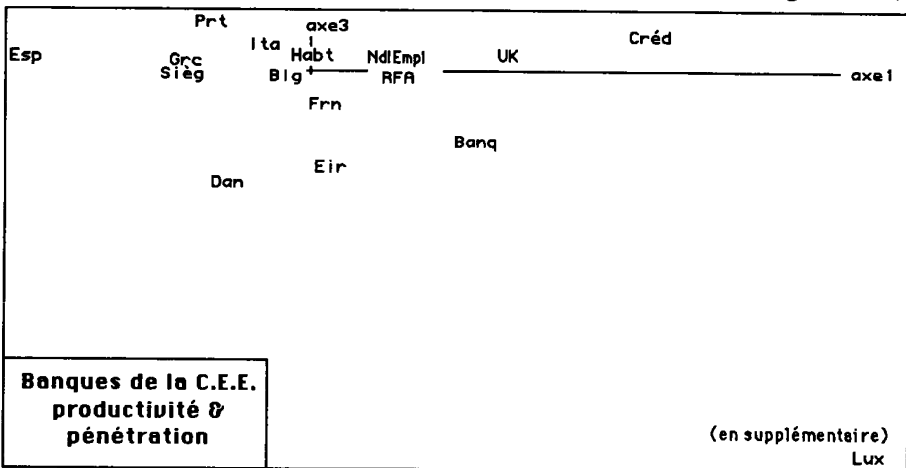 Prt axe3 Créd
Ita
Esp Grc Habt NdlEmpl UK
Sièg Blg RFA axe1
Frn
Banq
Eir
Dan
Banques de la C.E.E.
productivité &
pénétration
(en supplémentaire)
Lux